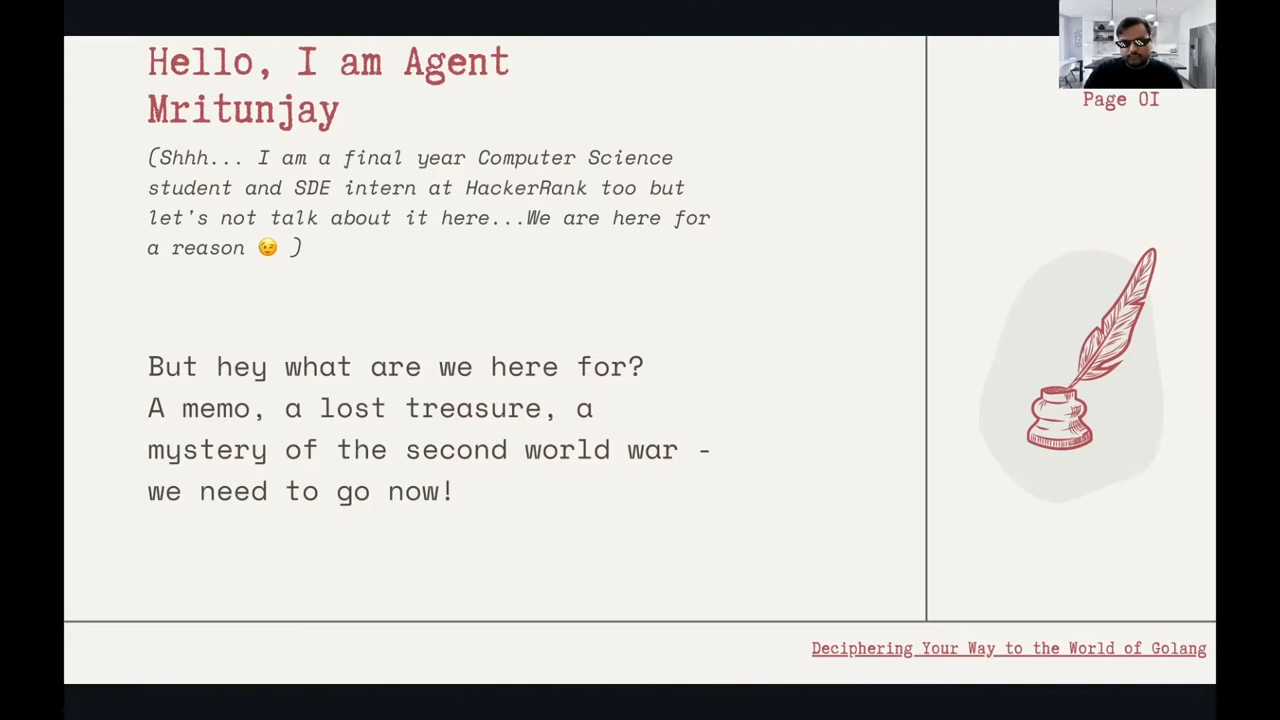 Hello, I am Agent
Mritunjay
(Shhh... I am a final year Computer Science
student and SDE intern at HackerRank too but
let's not talk about it here...We are here for
a reason 😉 )
But hey what are we here for?
A memo, a lost treasure, a
mystery of the second world war -
we need to go now!
Page 01
Deciphering Your Way to the World of Golang